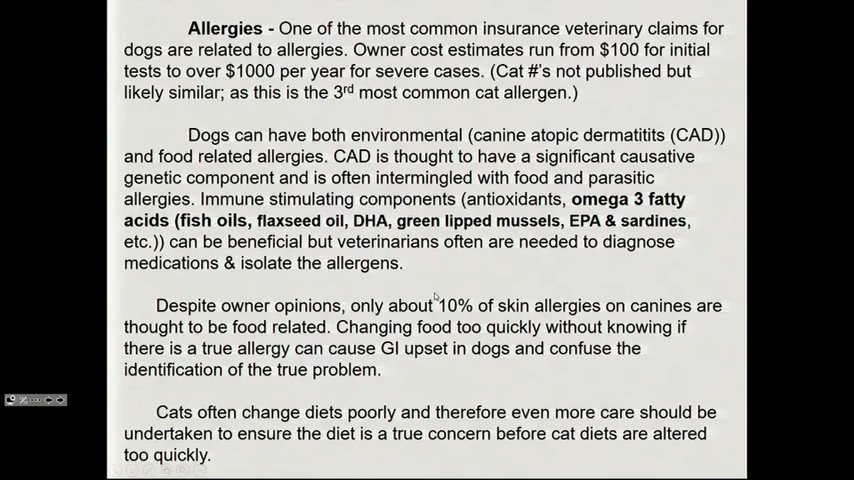 Allergies - One of the most common insurance veterinary claims for
dogs are related to allergies. Owner cost estimates run from $100 for initial
tests to over $1000 per year for severe cases. (Cat #'s not published but
likely similar; as this is the 3rd most common cat allergen.)
Dogs can have both environmental (canine atopic dermatitits (CAD))
and food related allergies. CAD is thought to have a significant causative
genetic component and is often intermingled with food and parasitic
allergies. Immune stimulating components (antioxidants, omega 3 fatty
acids (fish oils, flaxseed oil, DHA, green lipped mussels, EPA & sardines,
etc.)) can be beneficial but veterinarians often are needed to diagnose
medications & isolate the allergens.
Despite owner opinions, only about 10% of skin allergies on canines are
thought to be food related. Changing food too quickly without knowing if
there is a true allergy can cause GI upset in dogs and confuse the
identification of the true problem.
Cats often change diets poorly and therefore even more care should be
undertaken to ensure the diet is a true concern before cat diets are altered
too quickly.